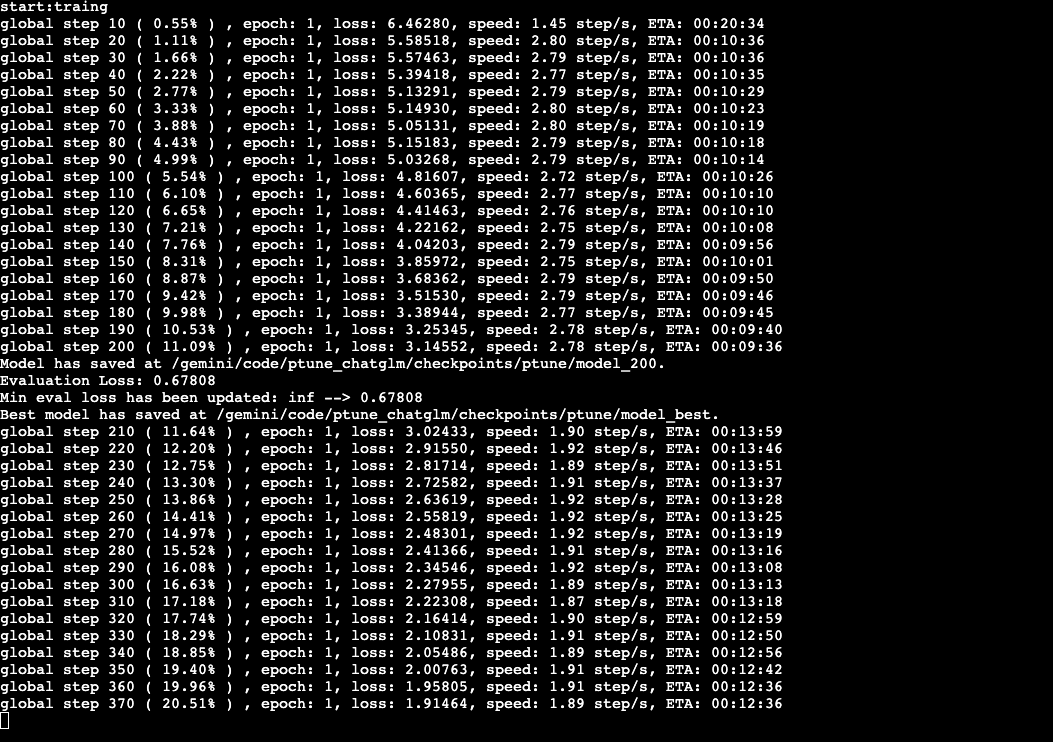 start:traing
global step 10 ( 0.55% ) , epoch: 1, loss: 6.46280, speed: 1.45 step/s, ETA: 00:20:34
global step 20 ( 1.11% ) , epoch: 1, loss: 5.58518, speed: 2.80 step/s, ETA: 00:10:36
global step 30 ( 1.66% ) , epoch: 1, loss: 5.57463, speed: 2.79 step/s, ETA: 00:10:36
global step 40 ( 2.22% ) , epoch: 1, loss: 5.39418, speed: 2.77 step/s, ETA: 00:10:35
global step 50 ( 2.77% ) , epoch: 1, loss: 5.13291, speed: 2.79 step/s, ETA: 00:10:29
global step 60 ( 3.33% ) , epoch: 1, loss: 5.14930, speed: 2.80 step/s, ETA: 00:10:23
global step 70 ( 3.88% ) , epoch: 1, loss: 5.05131, speed: 2.80 step/s, ETA: 00:10:19
global step 80 ( 4.43% ) , epoch: 1, loss: 5.15183, speed: 2.79 step/s, ETA: 00:10:18
global step 90 ( 4.99% ) , epoch: 1, loss: 5.03268, speed: 2.79 step/s, ETA: 00:10:14
global step 100 ( 5.54% ) , epoch: 1, loss: 4.81607, speed: 2.72 step/s, ETA: 00:10:26
global step 110 ( 6.10% ) , epoch: 1, loss: 4.60365, speed: 2.77 step/s, ETA: 00:10:10
global step 120 ( 6.65% ) , epoch: 1, loss: 4.41463, speed: 2.76 step/s, ETA: 00:10:10
global step 130 ( 7.21% ) , epoch: 1, loss: 4.22162, speed: 2.75 step/s, ETA: 00:10:08
global step 140 ( 7.76% ) , epoch: 1, loss: 4.04203, speed: 2.79 step/s, ETA: 00:09:56
global step 150 ( 8.31% ) , epoch: 1, loss: 3.85972, speed: 2.75 step/s, ETA: 00:10:01
global step 160 ( 8.87% ) , epoch: 1, loss: 3.68362, speed: 2.79 step/s, ETA: 00:09:50
global step 170 ( 9.42% ) , epoch: 1, loss: 3.51530, speed: 2.79 step/s, ETA: 00:09:46
global step 180 ( 9.98% ) , epoch: 1, loss: 3.38944, speed: 2.77 step/s, ETA: 00:09:45
global step 190 ( 10.53% ) , epoch: 1, loss: 3.25345, speed: 2.78 step/s, ETA: 00:09:40
global step 200 ( 11.09% ) , epoch: 1, loss: 3.14552, speed: 2.78 step/s, ETA: 00:09:36
Model has saved at /gemini/code/ptune_chatglm/checkpoints/ptune/model_200.
Evaluation Loss: 0.67808
Min eval loss has been updated: inf --> 0.67808
Best model has saved at /gemini/code/ptune_chatglm/checkpoints/ptune/model_best.
global step 210 ( 11.64% ) , epoch: 1, loss: 3.02433, speed: 1.90 step/s, ETA: 00:13:59
global step 220 ( 12.20% ) , epoch: 1, loss: 2.91550, speed: 1.92 step/s, ETA: 00:13:46
global step 230 ( 12.75% ) , epoch: 1, loss: 2.81714, speed: 1.89 step/s, ETA: 00:13:51
global step 240 ( 13.30% ) , epoch: 1, loss: 2.72582, speed: 1.91 step/s, ETA: 00:13:37
global step 250 ( 13.86% ) , epoch: 1, loss: 2.63619, speed: 1.92 step/s, ETA: 00:13:28
global step 260 ( 14.41% ) , epoch: 1, loss: 2.55819, speed: 1.92 step/s, ETA: 00:13:25
global step 270 ( 14.97% ) , epoch: 1, loss: 2.48301, speed: 1.92 step/s, ETA: 00:13:19
global step 280 ( 15.52% ) , epoch: 1, loss: 2.41366, speed: 1.91 step/s, ETA: 00:13:16
global step 290 ( 16.08% ) , epoch: 1, loss: 2.34546, speed: 1.92 step/s, ETA: 00:13:08
global step 300 ( 16.63% ) , epoch: 1, loss: 2.27955, speed: 1.89 step/s, ETA: 00:13:13
global step 310 ( 17.18% ) , epoch: 1, loss: 2.22308, speed: 1.87 step/s, ETA: 00:13:18
global step 320 ( 17.74% ) , epoch: 1, loss: 2.16414, speed: 1.90 step/s, ETA: 00:12:59
global step 330 ( 18.29% ) , epoch: 1, loss: 2.10831, speed: 1.91 step/s, ETA: 00:12:50
global step 340 ( 18.85% ) , epoch: 1, loss: 2.05486, speed: 1.89 step/s, ETA: 00:12:56
global step 350 ( 19.40% ) , epoch: 1, loss: 2.00763, speed: 1.91 step/s, ETA: 00:12:42
global step 360 ( 19.96% ) , epoch: 1, loss: 1.95805, speed: 1.91 step/s, ETA: 00:12:36
global step 370 ( 20.51% ) , epoch: 1, loss: 1.91464, speed: 1.89 step/s, ETA: 00:12:36